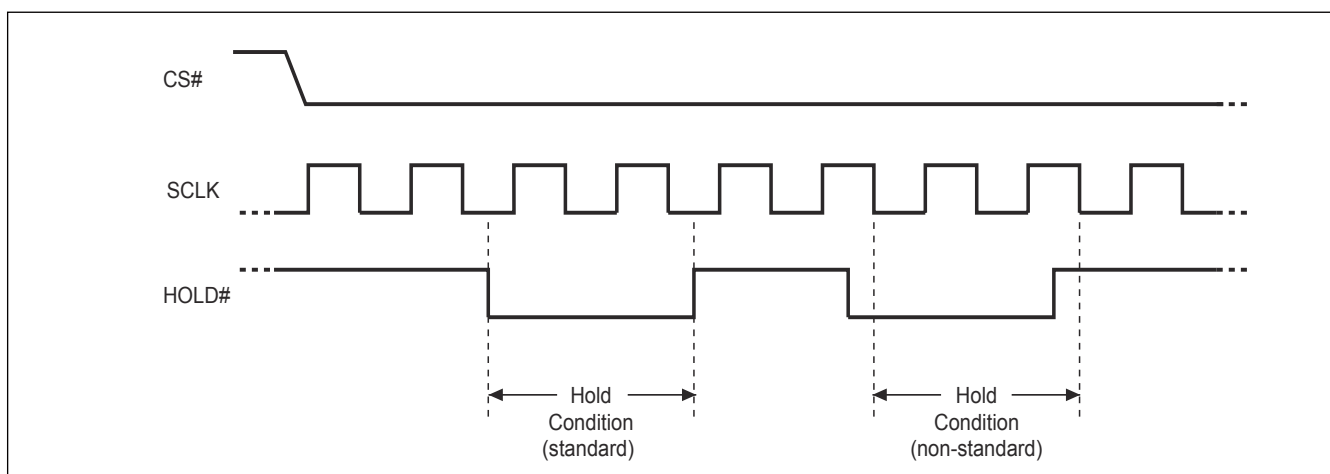 CS#
SCLK
HOLD#
Hold
Condition
(standard)
Hold
Condition
(non-standard)